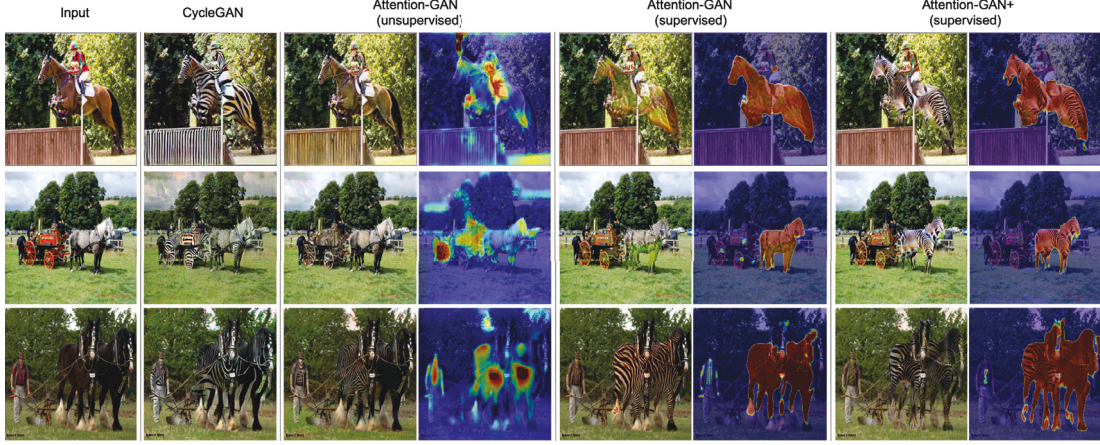 Input
CycleGAN
Attention-GAN
(unsupervised)
Attention-GAN
(supervised)
Attention-GAN+
(supervised)